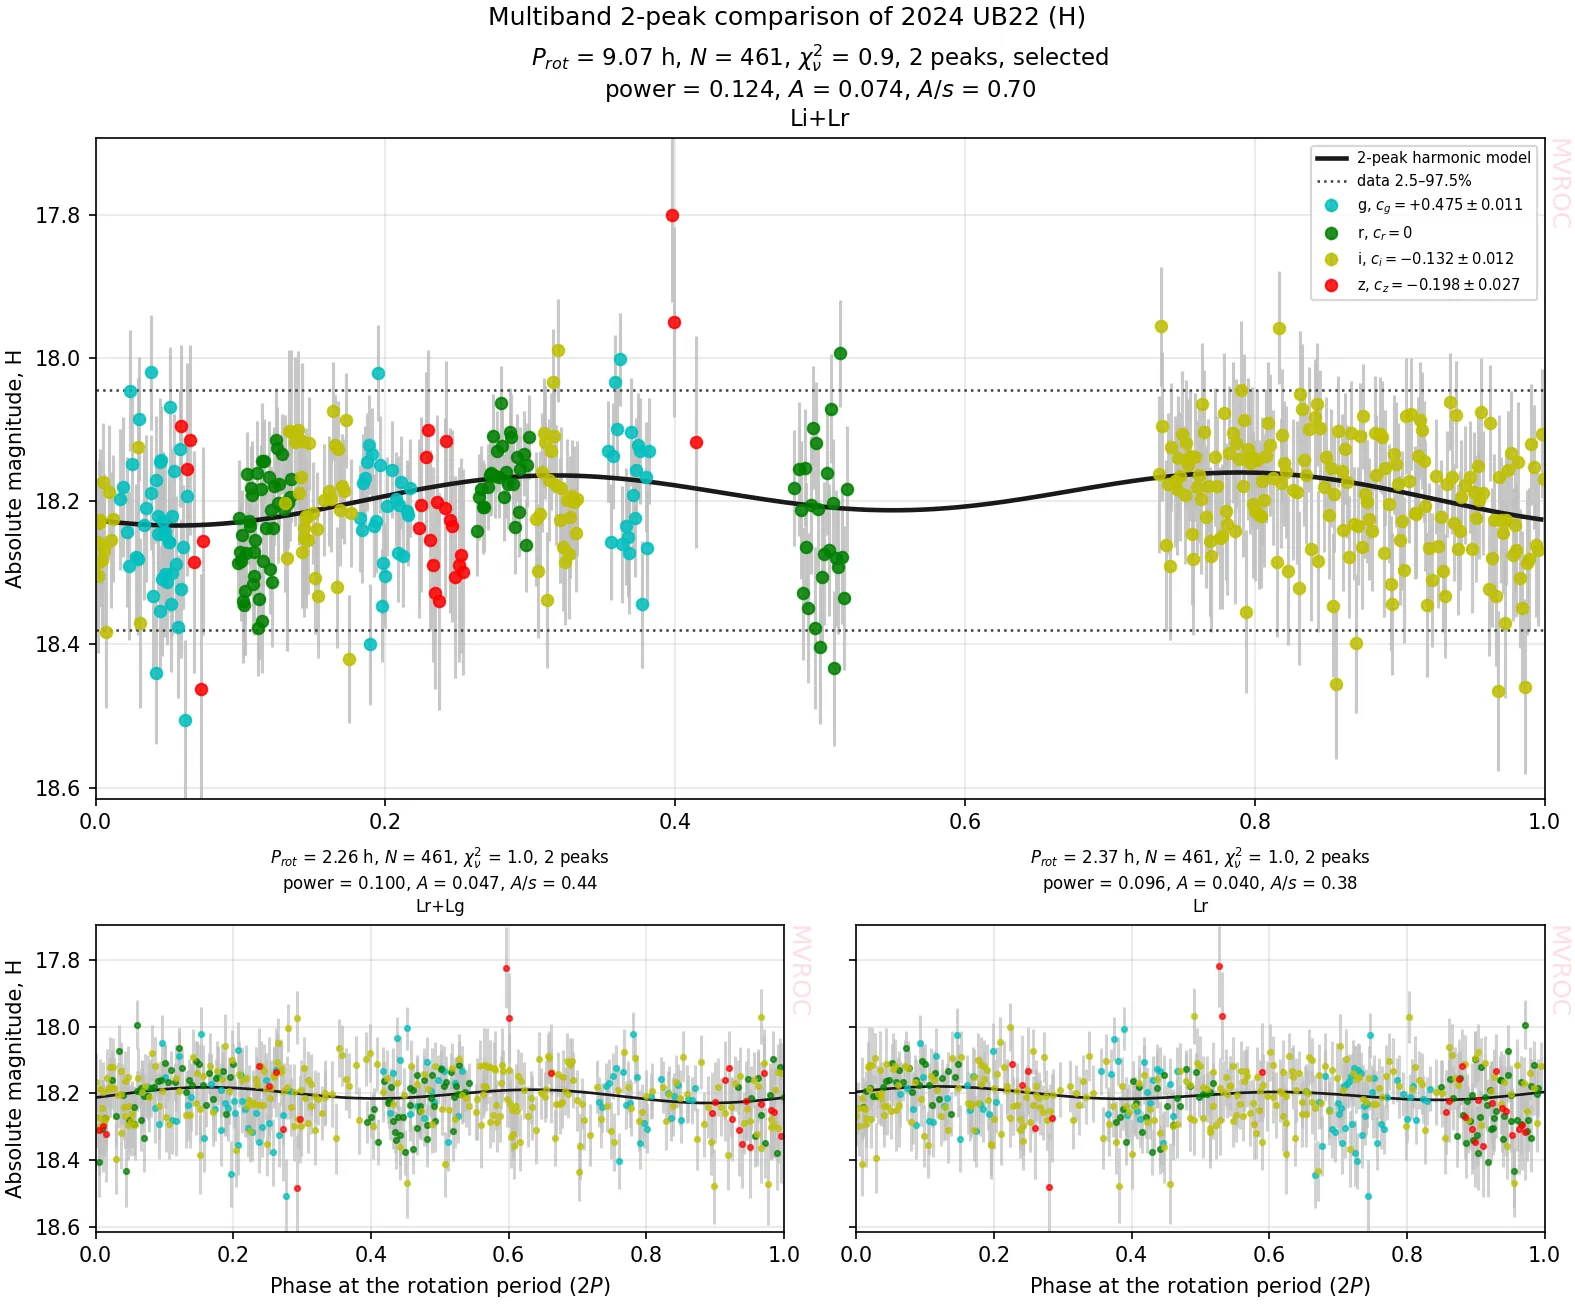 Multiband 2-peak comparison of 2024 UB22 (H)
P_rot = 9.07 h, N = 461, χ²_ν = 0.9, 2 peaks, selected
power = 0.124, A = 0.074, A/s = 0.70
Li+Lr
2-peak harmonic model
data 2.5–97.5%
g, c_g = +0.475 ± 0.011
r, c_r = 0
i, c_i = −0.132 ± 0.012
z, c_z = −0.198 ± 0.027
MVROC
Absolute magnitude, H
17.8
18.0
18.2
18.4
18.6
0.0 0.2 0.4 0.6 0.8 1.0
P_rot = 2.26 h, N = 461, χ²_ν = 1.0, 2 peaks
power = 0.100, A = 0.047, A/s = 0.44
Lr+Lg
MVROC
Absolute magnitude, H
17.8
18.0
18.2
18.4
18.6
0.0 0.2 0.4 0.6 0.8 1.0
Phase at the rotation period (2P)
P_rot = 2.37 h, N = 461, χ²_ν = 1.0, 2 peaks
power = 0.096, A = 0.040, A/s = 0.38
Lr
MVROC
0.0 0.2 0.4 0.6 0.8 1.0
Phase at the rotation period (2P)